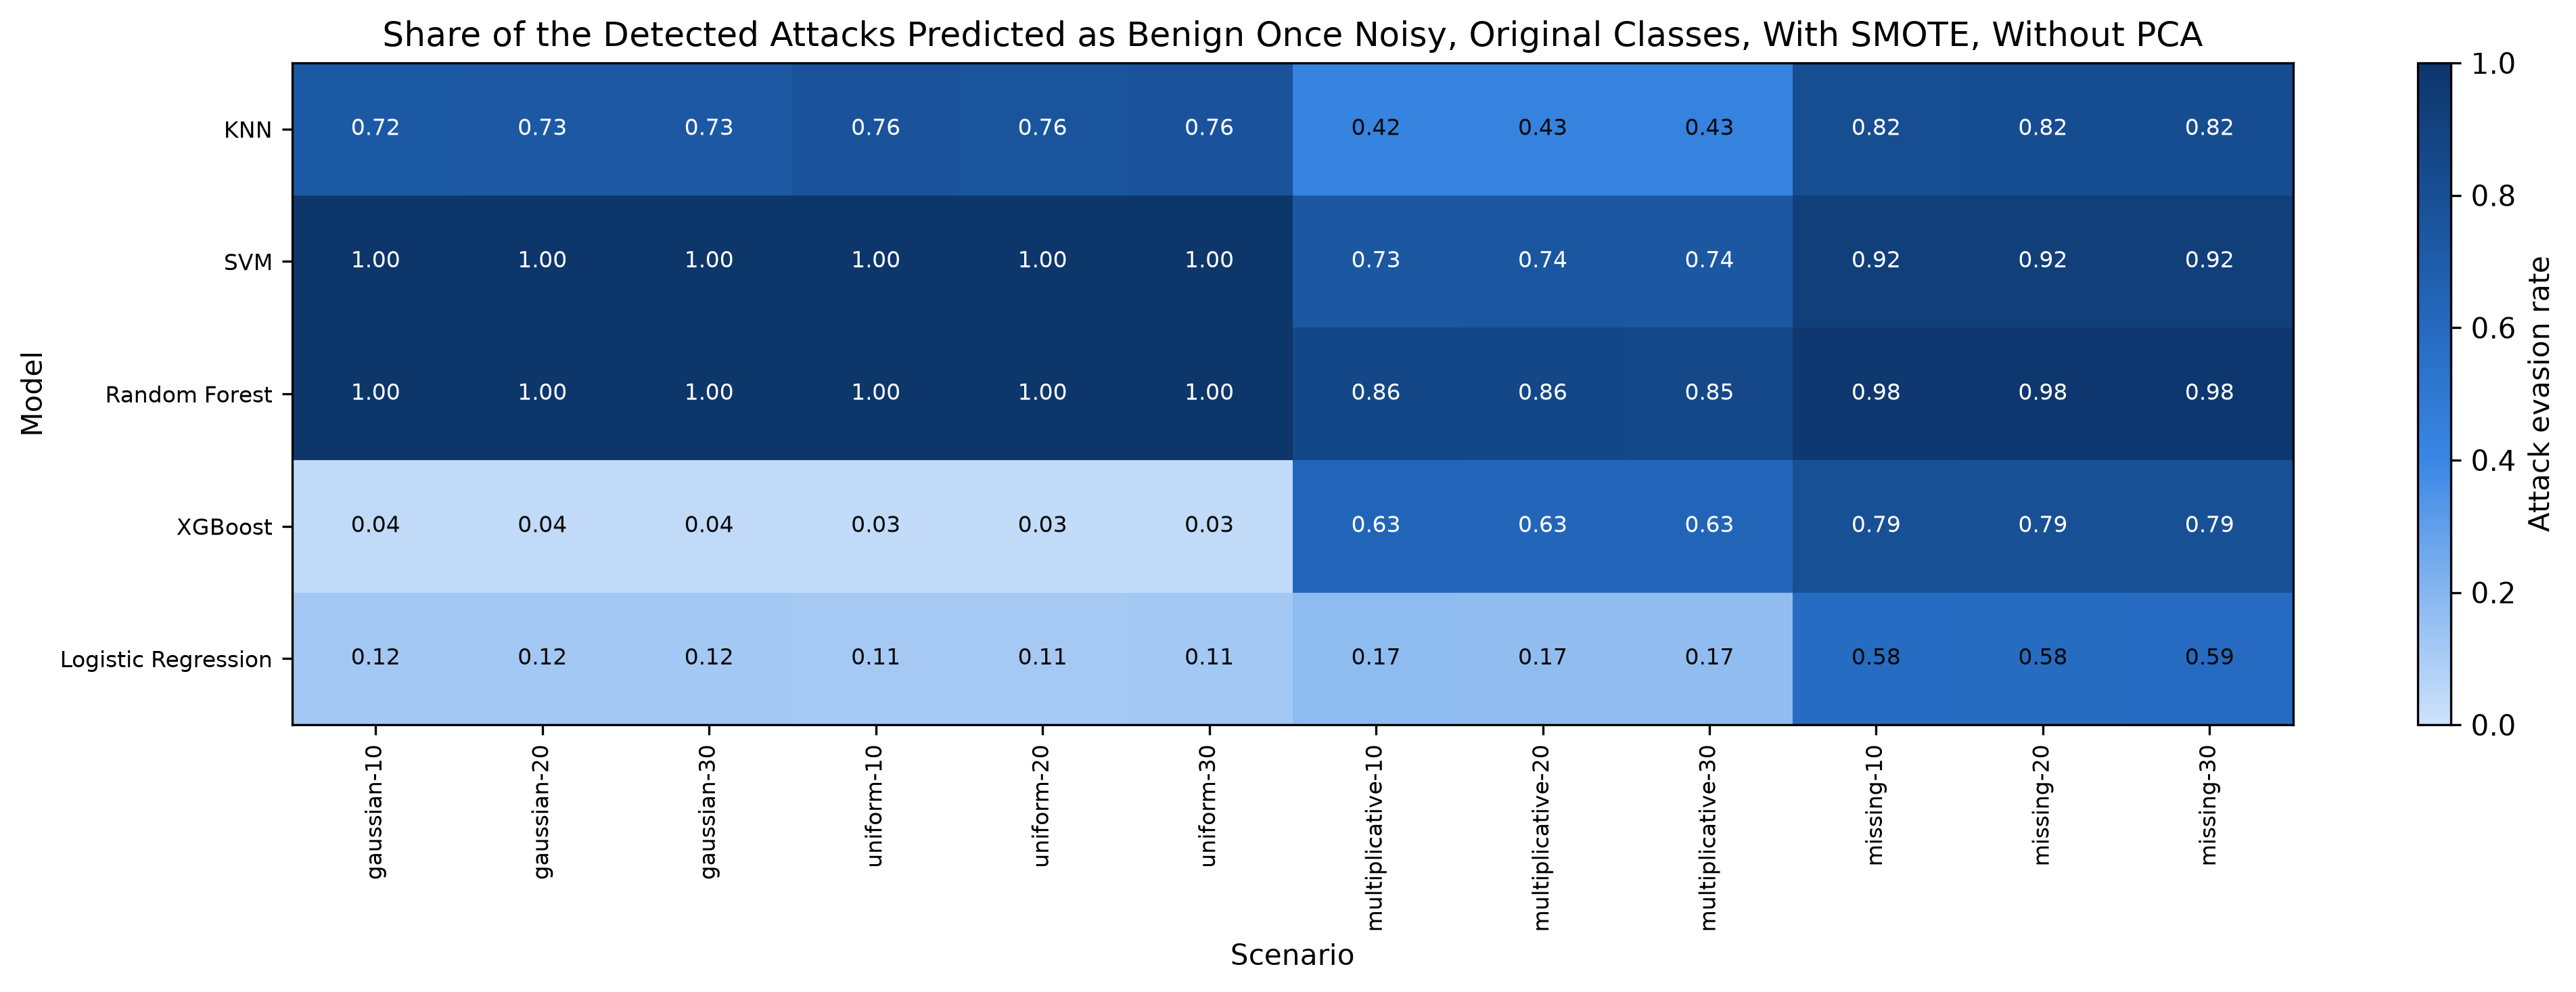 Share of the Detected Attacks Predicted as Benign Once Noisy, Original Classes, With SMOTE, Without PCA
Model
KNN 0.72 0.73 0.73 0.76 0.76 0.76 0.42 0.43 0.43 0.82 0.82 0.82
SVM 1.00 1.00 1.00 1.00 1.00 1.00 0.73 0.74 0.74 0.92 0.92 0.92
Random Forest 1.00 1.00 1.00 1.00 1.00 1.00 0.86 0.86 0.85 0.98 0.98 0.98
XGBoost 0.04 0.04 0.04 0.03 0.03 0.03 0.63 0.63 0.63 0.79 0.79 0.79
Logistic Regression 0.12 0.12 0.12 0.11 0.11 0.11 0.17 0.17 0.17 0.58 0.58 0.59
gaussian-10 gaussian-20 gaussian-30 uniform-10 uniform-20 uniform-30 multiplicative-10 multiplicative-20 multiplicative-30 missing-10 missing-20 missing-30
Scenario
1.0
0.8
0.6
0.4
0.2
0.0
Attack evasion rate